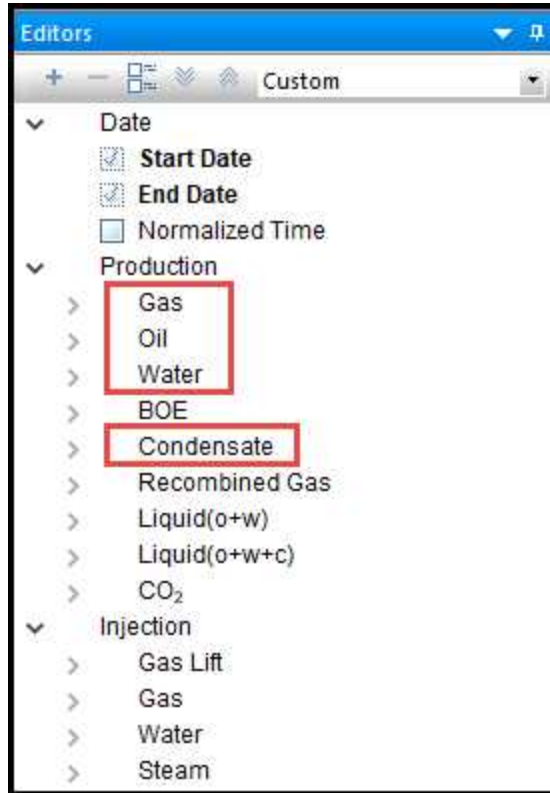 Editors
Custom
Date
Start Date
End Date
Normalized Time
Production
Gas
Oil
Water
BOE
Condensate
Recombined Gas
Liquid(o+w)
Liquid(o+w+c)
CO₂
Injection
Gas Lift
Gas
Water
Steam